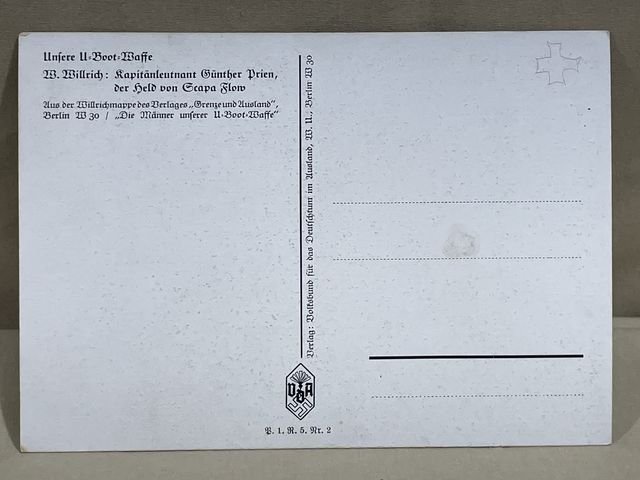 Unsere U-Boot-Waffe
W. Willrich: Kapitänleutnant Günther Prien,
der Held von Scapa Flow
Aus der Willrichmappe des Verlages „Grenze und Ausland“,
Berlin W 30 / „Die Männer unserer U-Boot-Waffe“
Verlag: Volksbund für das Deutschtum im Ausland, W. U., Berlin W 30
VDA
P. 1. R. 5. Nr. 2